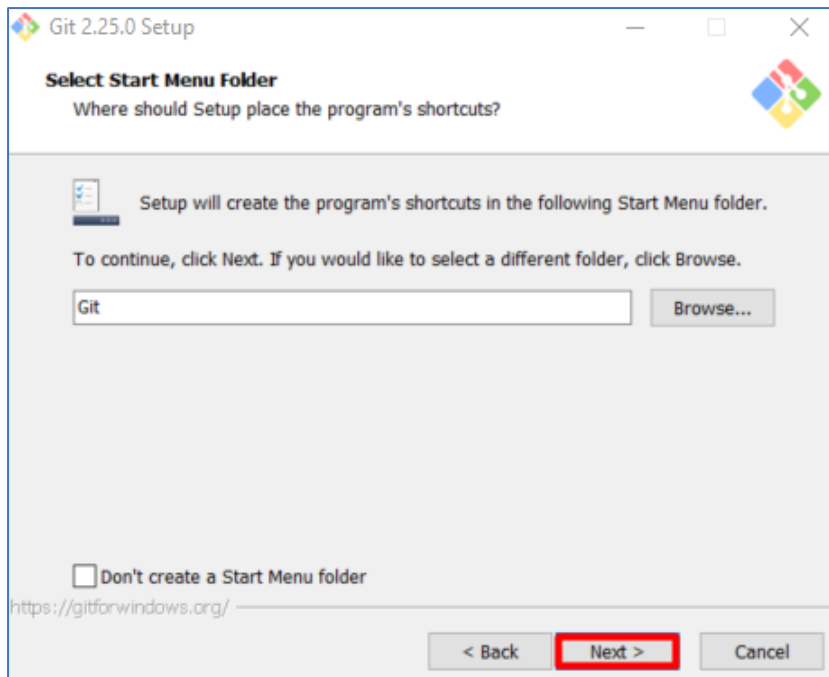 Git 2.25.0 Setup
Select Start Menu Folder
Where should Setup place the program's shortcuts?
Setup will create the program's shortcuts in the following Start Menu folder.
To continue, click Next. If you would like to select a different folder, click Browse.
Git
Browse...
Don't create a Start Menu folder
https://gitforwindows.org/
< Back
Next >
Cancel